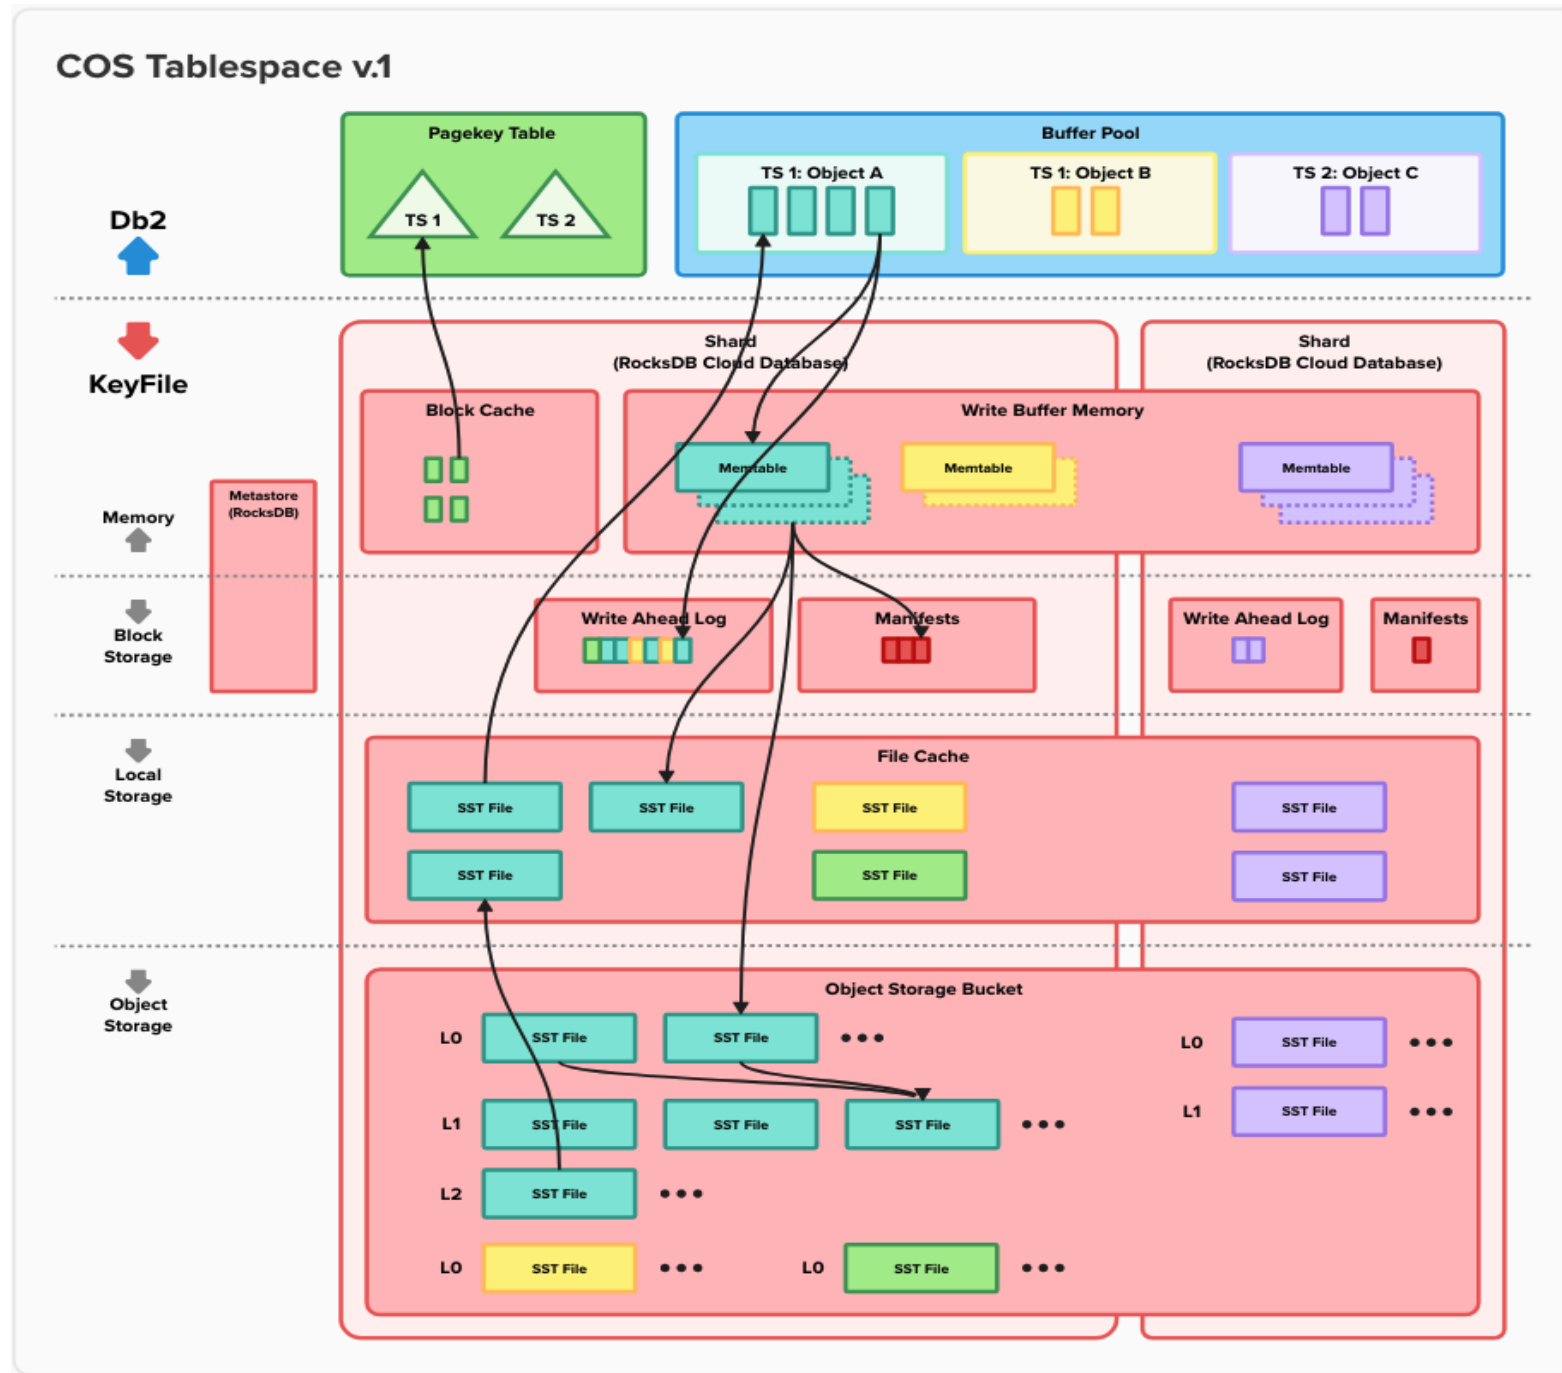 COS Tablespace v.1
Pagekey Table
TS 1
TS 2
Buffer Pool
TS 1: Object A
TS 1: Object B
TS 2: Object C
Db2
KeyFile
Shard
(RocksDB Cloud Database)
Shard
(RocksDB Cloud Database)
Block Cache
Write Buffer Memory
Memtable
Memtable
Memtable
Metastore
(RocksDB)
Memory
Block
Storage
Write Ahead Log
Manifests
Write Ahead Log
Manifests
Local
Storage
File Cache
SST File
SST File
SST File
SST File
SST File
SST File
SST File
Object
Storage
Object Storage Bucket
L0
SST File
SST File
L0
SST File
L1
SST File
SST File
SST File
L1
SST File
L2
SST File
L0
SST File
L0
SST File